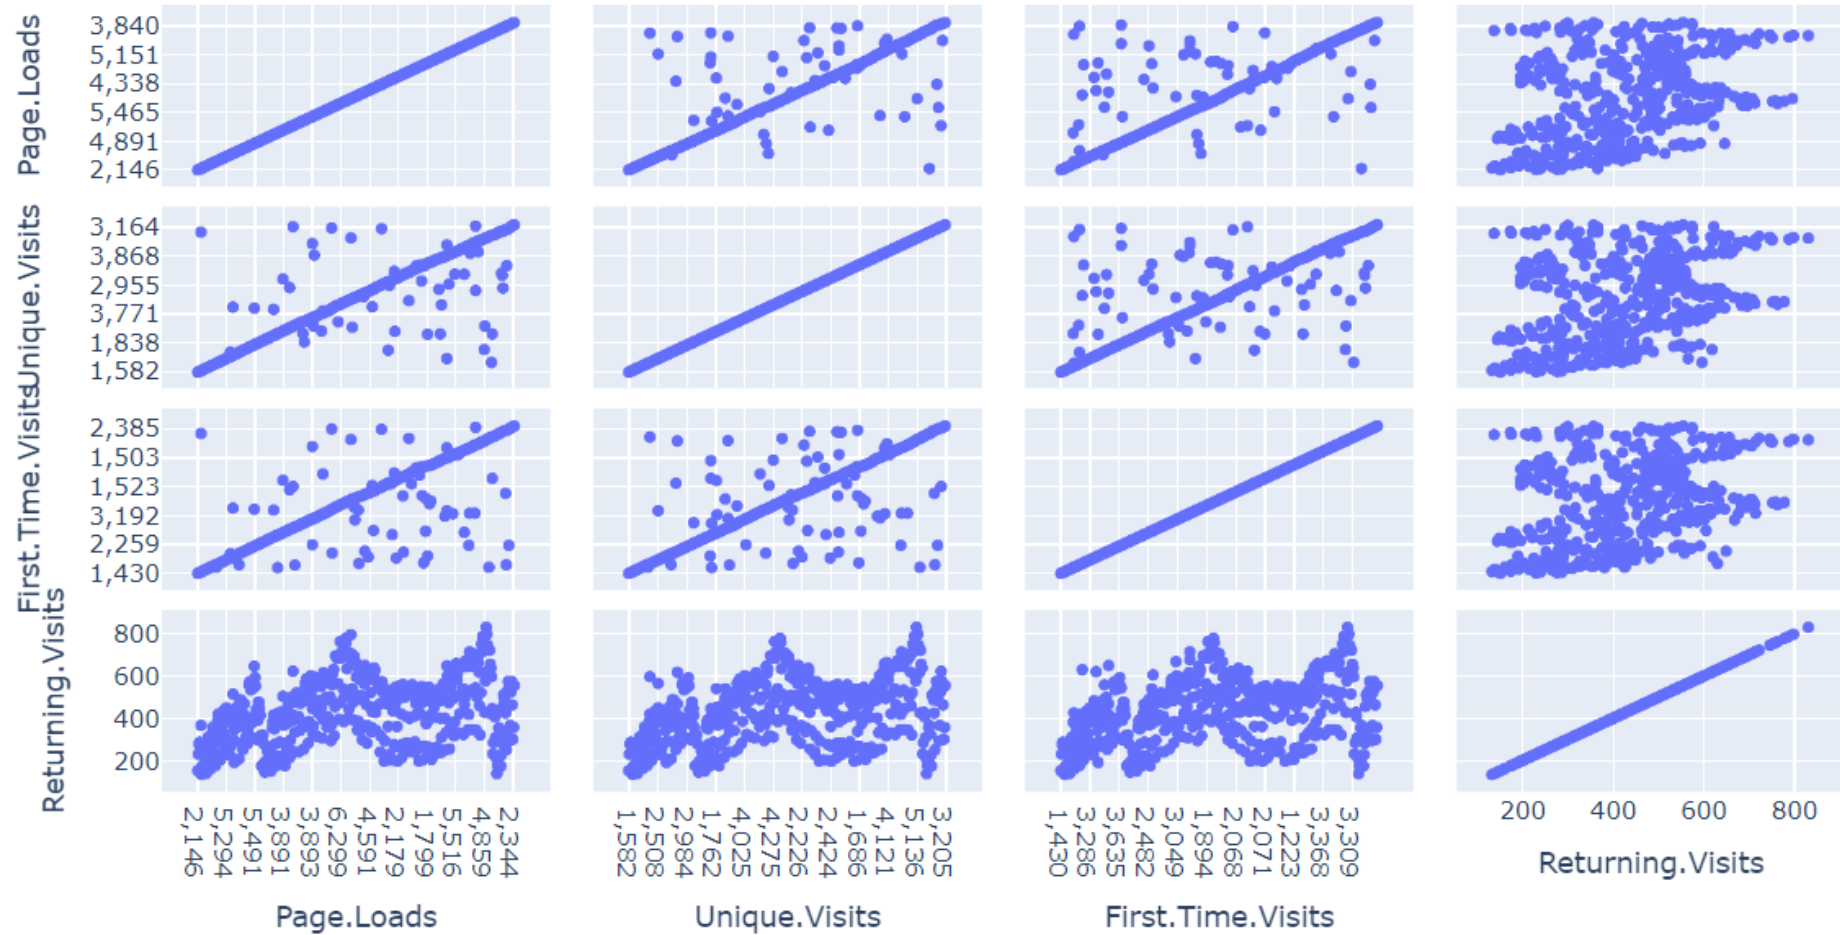 Page.Loads
3,840
5,151
4,338
5,465
4,891
2,146
Unique.Visits
3,164
3,868
2,955
3,771
1,838
1,582
First.Time.Visits
2,385
1,503
1,523
3,192
2,259
1,430
Returning.Visits
800
600
400
200
2,146 5,294 5,491 3,891 3,893 6,299 4,591 2,179 1,799 5,516 4,859 2,344
1,582 2,508 2,984 1,762 4,025 4,275 2,226 2,424 1,686 4,121 5,136 3,205
1,430 3,286 3,635 2,482 3,049 1,894 2,068 2,071 1,223 3,368 3,309
200 400 600 800
Page.Loads
Unique.Visits
First.Time.Visits
Returning.Visits